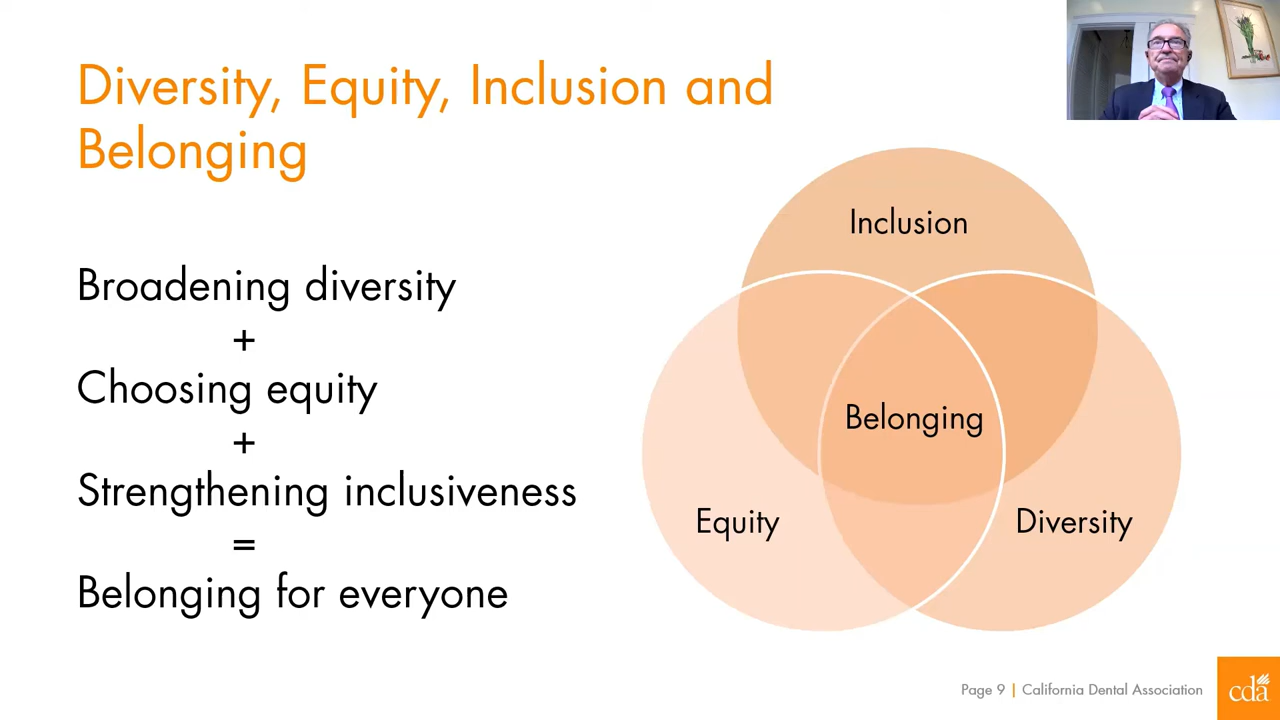 Diversity, Equity, Inclusion and
Belonging
Broadening diversity
+
Choosing equity
+
Strengthening inclusiveness
=
Belonging for everyone
Inclusion
Belonging
Equity
Diversity
Page 9 | California Dental Association
cda